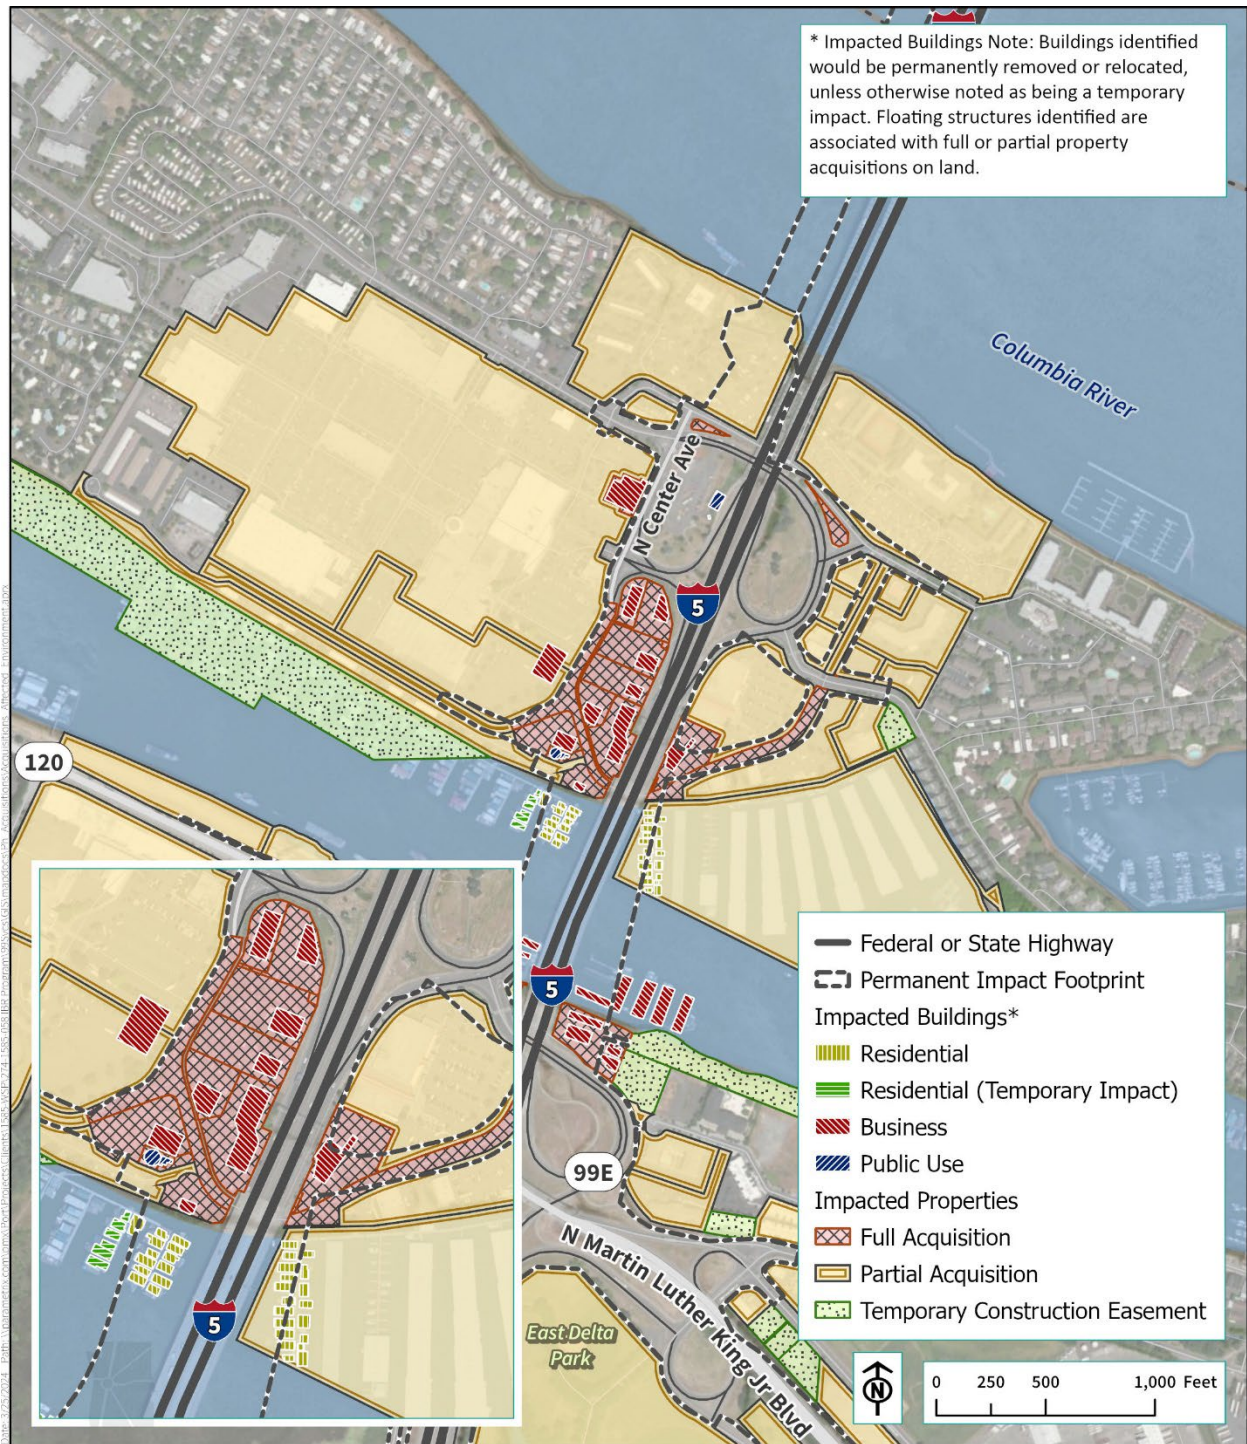 * Impacted Buildings Note: Buildings identified
would be permanently removed or relocated,
unless otherwise noted as being a temporary
impact. Floating structures identified are
associated with full or partial property
acquisitions on land.
Columbia River
N Center Ave
5
120
5
99E
N Martin Luther King Jr Blvd
East Delta
Park
5
Federal or State Highway
Permanent Impact Footprint
Impacted Buildings*
Residential
Residential (Temporary Impact)
Business
Public Use
Impacted Properties
Full Acquisition
Partial Acquisition
Temporary Construction Easement
N
0 250 500 1,000 Feet
Date: 3/25/2024